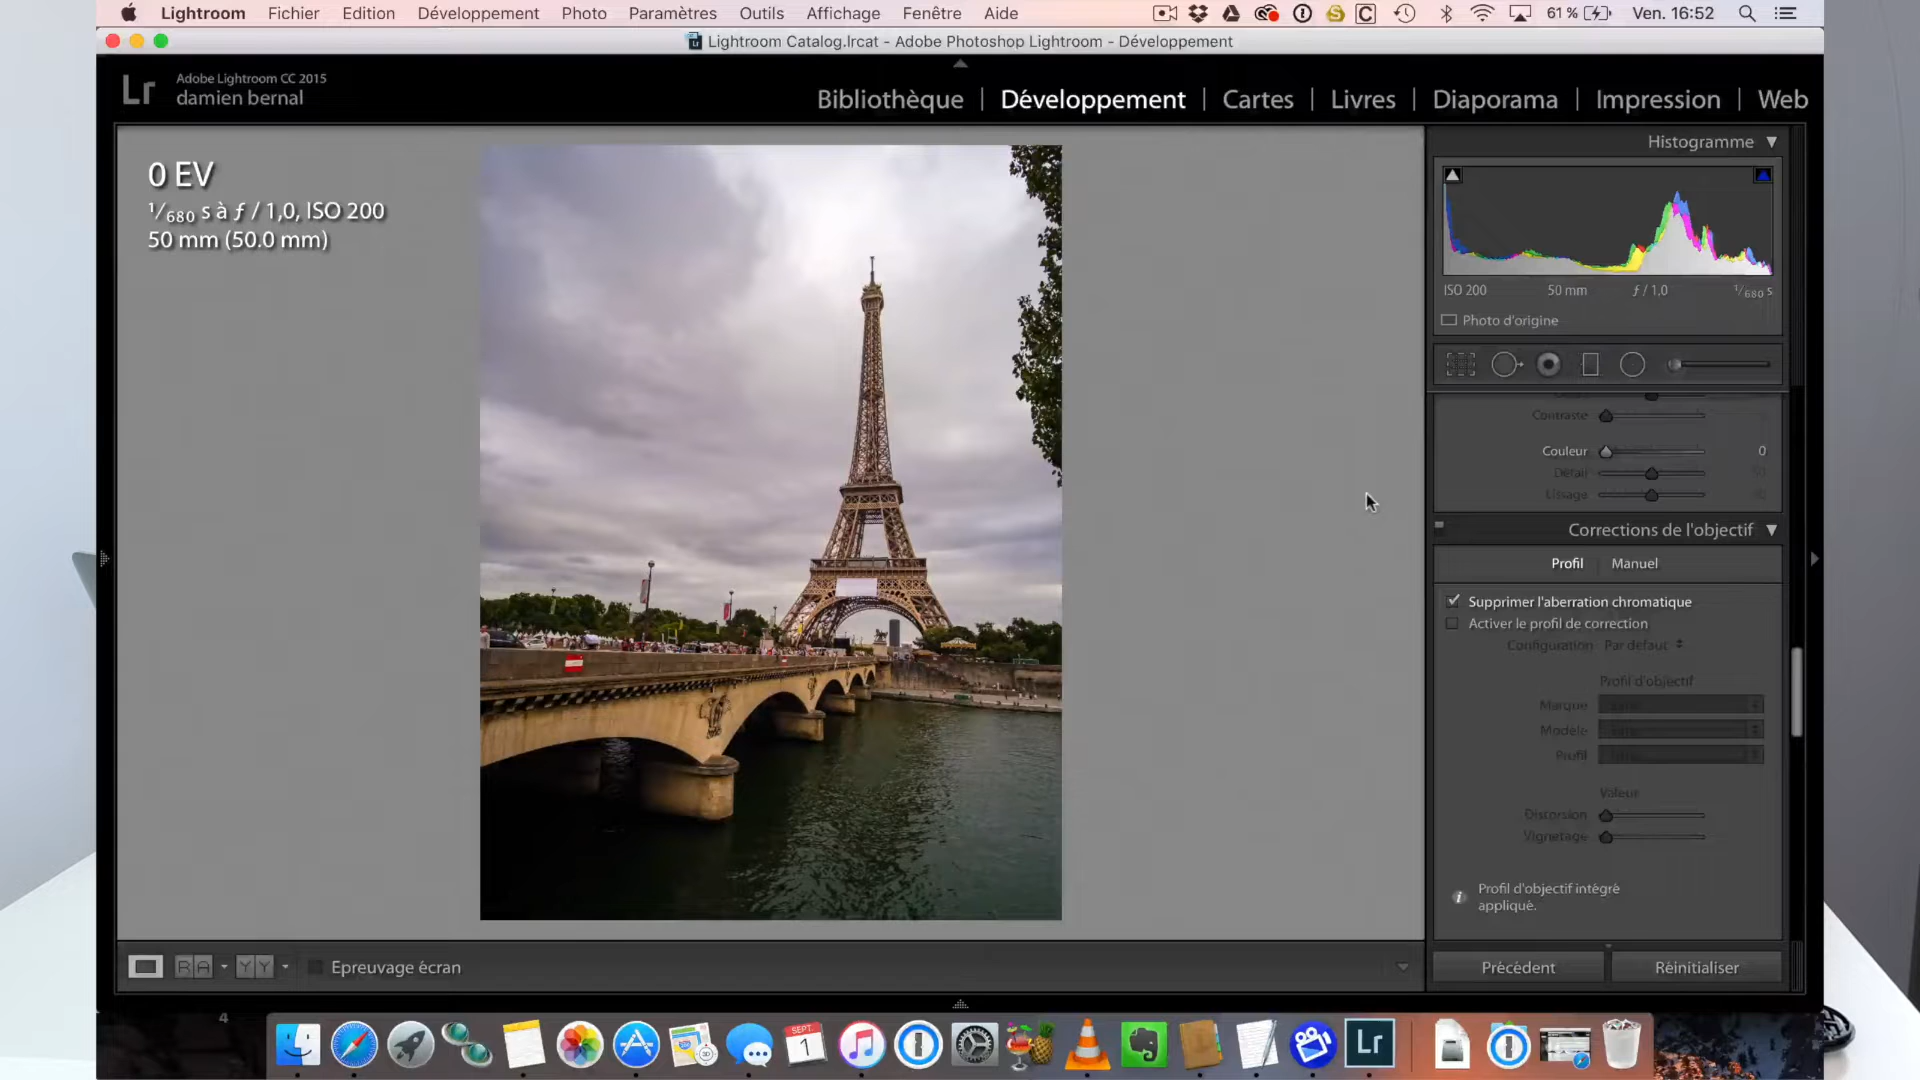 Lightroom Fichier Edition Développement Photo Paramètres Outils Affichage Fenêtre Aide 61 % Ven. 16:52
Lightroom Catalog.lrcat - Adobe Photoshop Lightroom - Développement
Lr Adobe Lightroom CC 2015
damien bernal
Bibliothèque | Développement | Cartes | Livres | Diaporama | Impression | Web
Histogramme
0 EV
1/680 s à ƒ / 1,0, ISO 200
50 mm (50.0 mm)
ISO 200 50 mm ƒ / 1,0 1/680 s
Photo d'origine
Contraste
Couleur 0
Détail
Lissage
Corrections de l'objectif
Profil | Manuel
Supprimer l'aberration chromatique
Activer le profil de correction
Configuration Par défaut
Profil d'objectif
Marque
Modèle
Profil
Valeur
Distorsion
Vignetage
Profil d'objectif intégré
appliqué.
R A Y Y Epreuvage écran
Précédent Réinitialiser
4
SEPT.
1
Lr